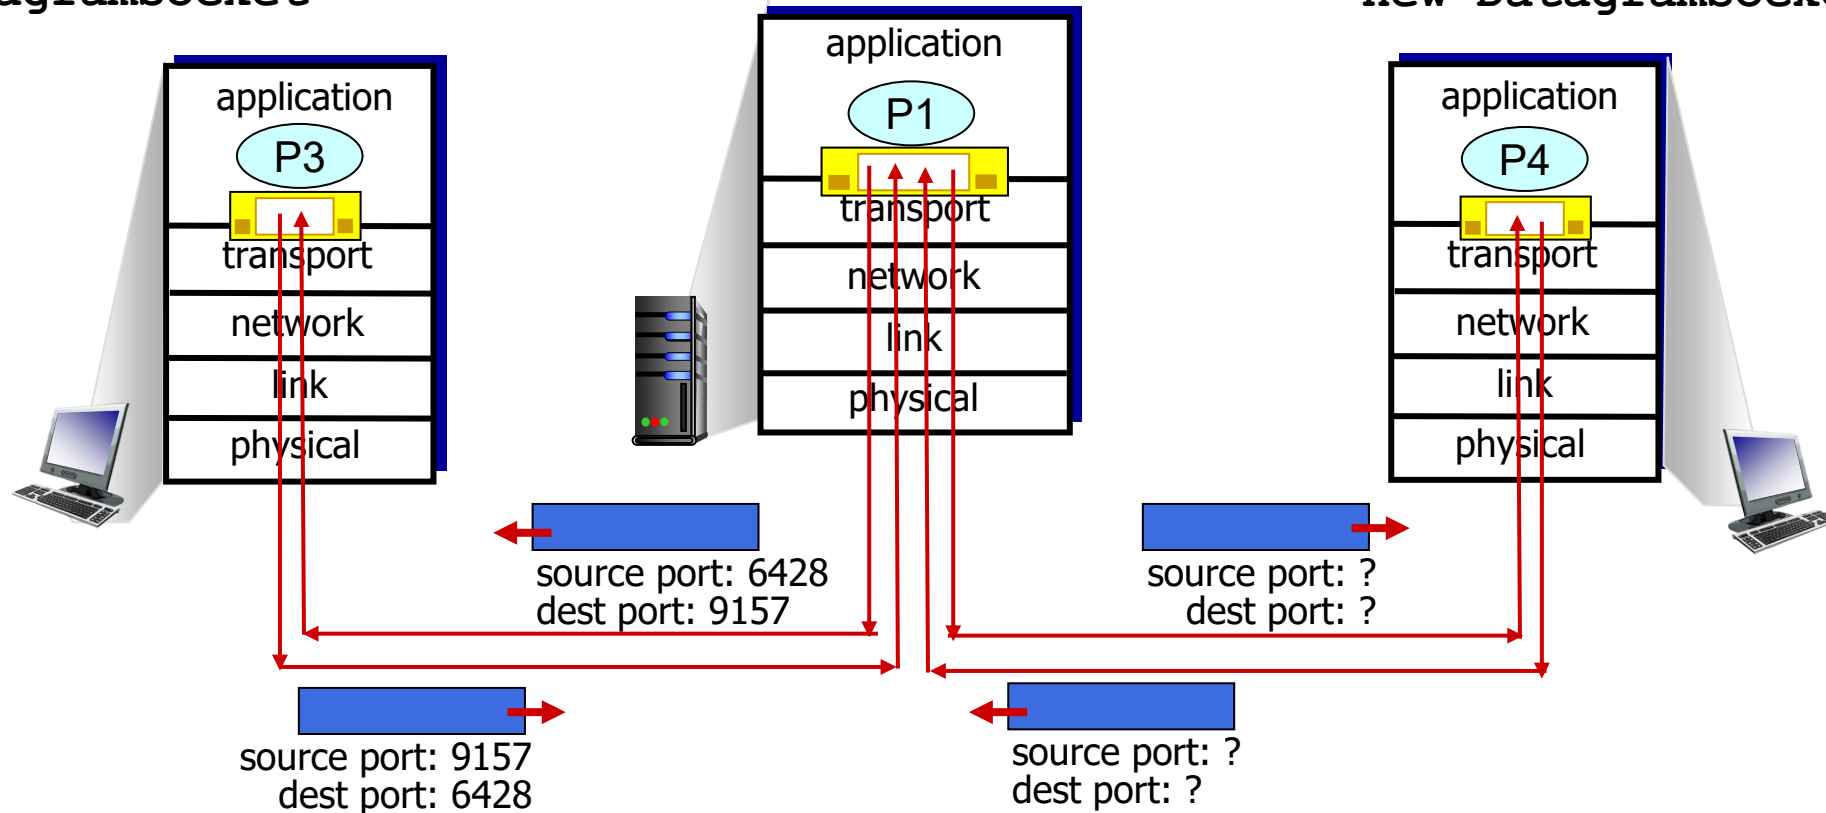 application
P3
transport
network
link
physical
application
P1
transport
network
link
physical
application
P4
transport
network
link
physical
source port: 6428
dest port: 9157
source port: ?
dest port: ?
source port: 9157
dest port: 6428
source port: ?
dest port: ?